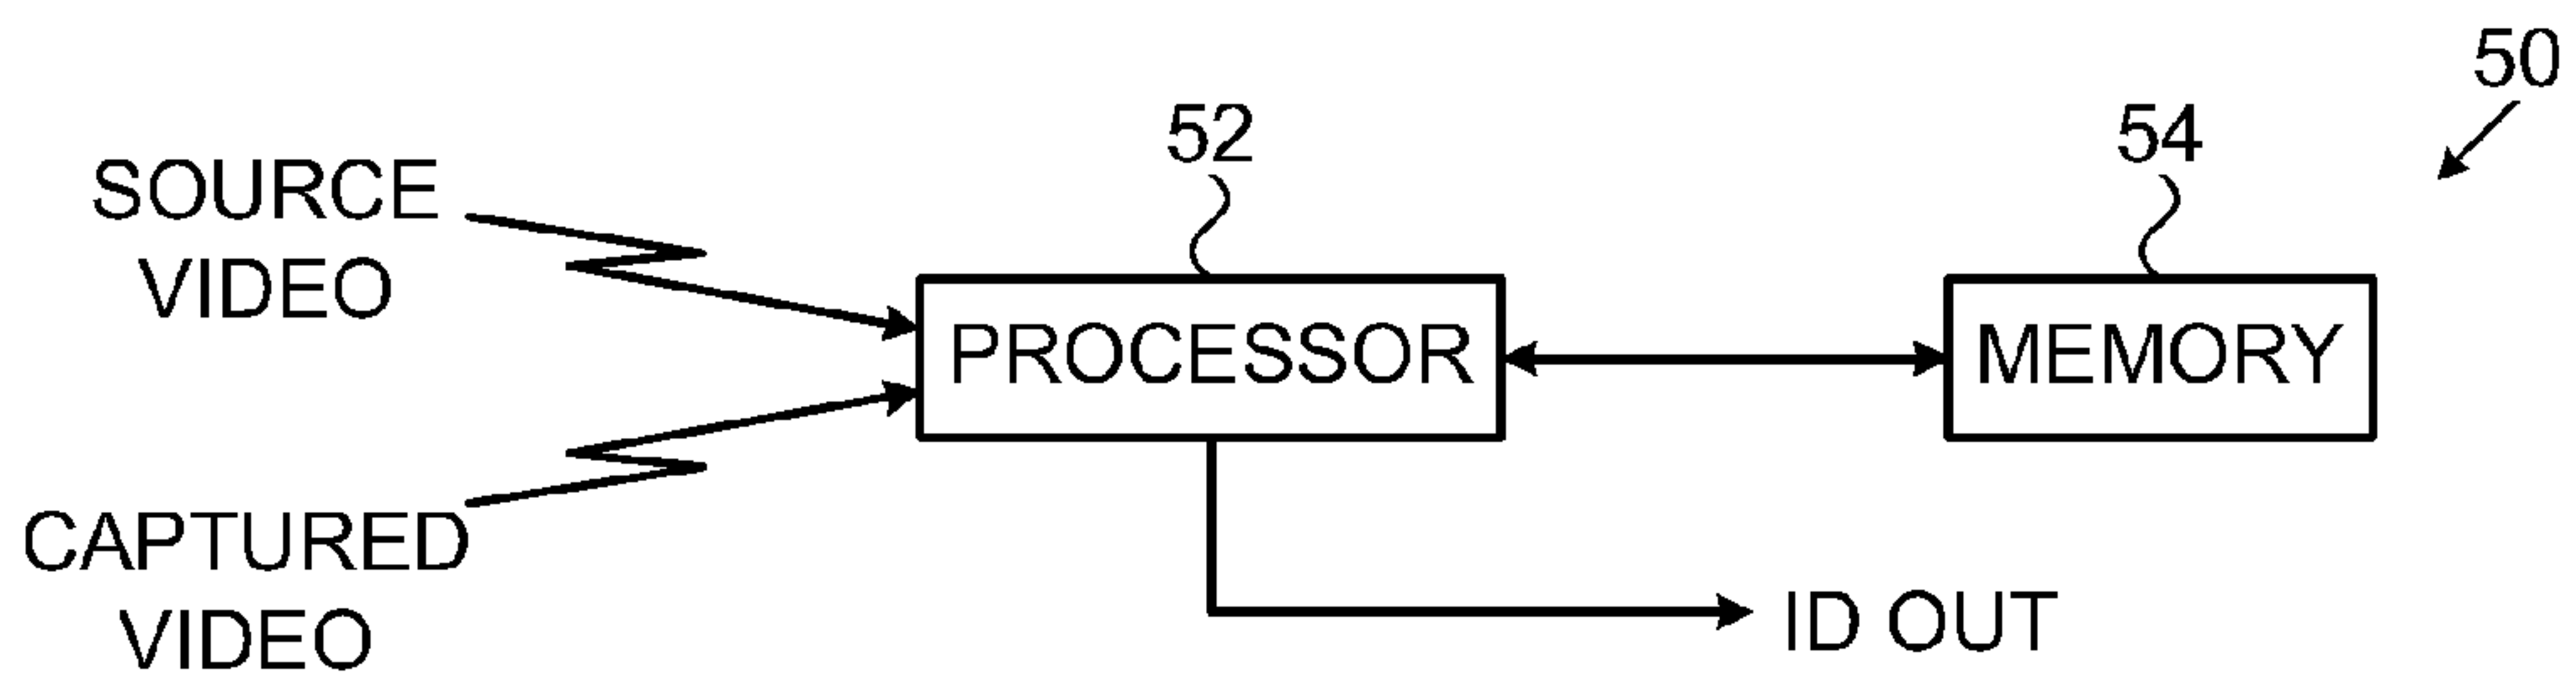 50
52
54
SOURCE
VIDEO
PROCESSOR
MEMORY
CAPTURED
VIDEO
ID OUT